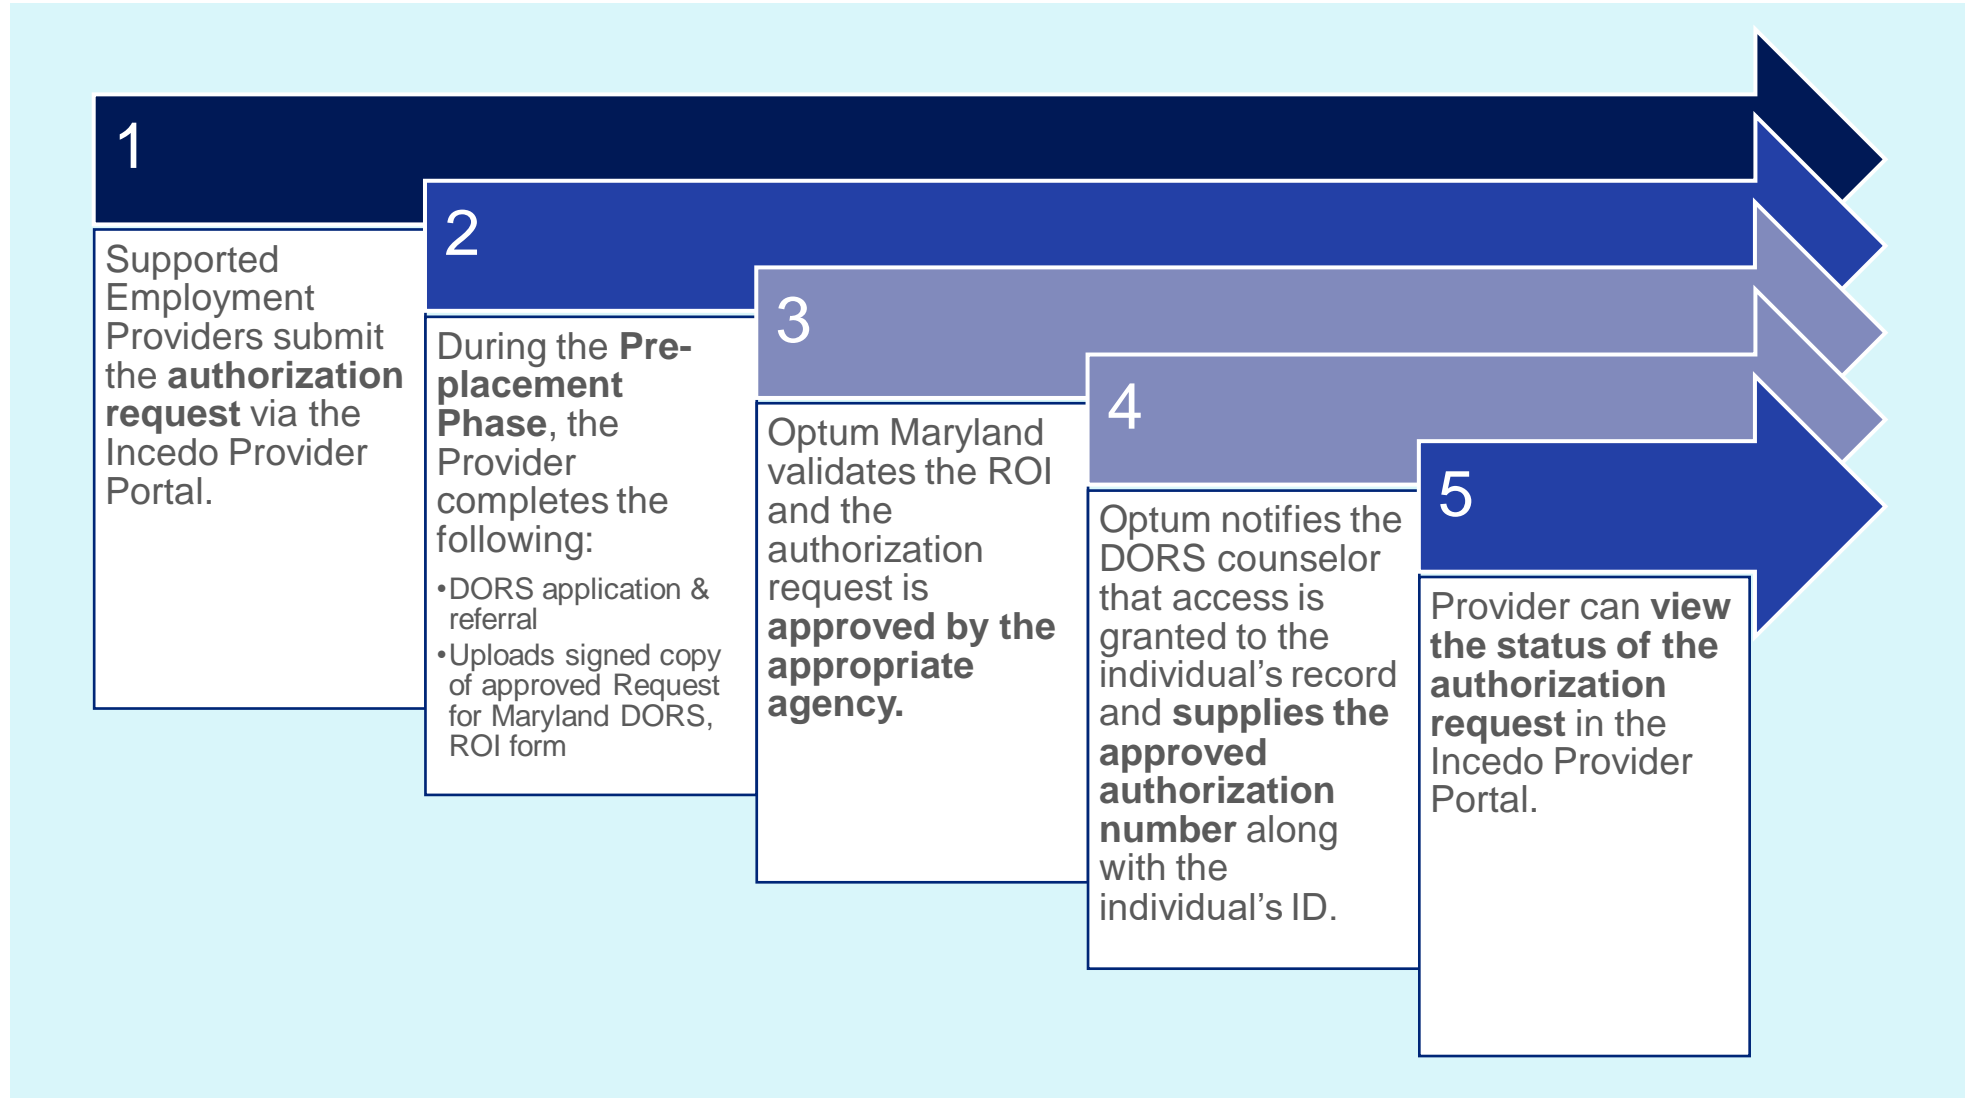 1
Supported
Employment
Providers submit
the authorization
request via the
Incedo Provider
Portal.
2
During the Pre-
placement
Phase, the
Provider
completes the
following:
•DORS application &
referral
•Uploads signed copy
of approved Request
for Maryland DORS,
ROI form
3
Optum Maryland
validates the ROI
and the
authorization
request is
approved by the
appropriate
agency.
4
Optum notifies the
DORS counselor
that access is
granted to the
individual’s record
and supplies the
approved
authorization
number along
with the
individual’s ID.
5
Provider can view
the status of the
authorization
request in the
Incedo Provider
Portal.